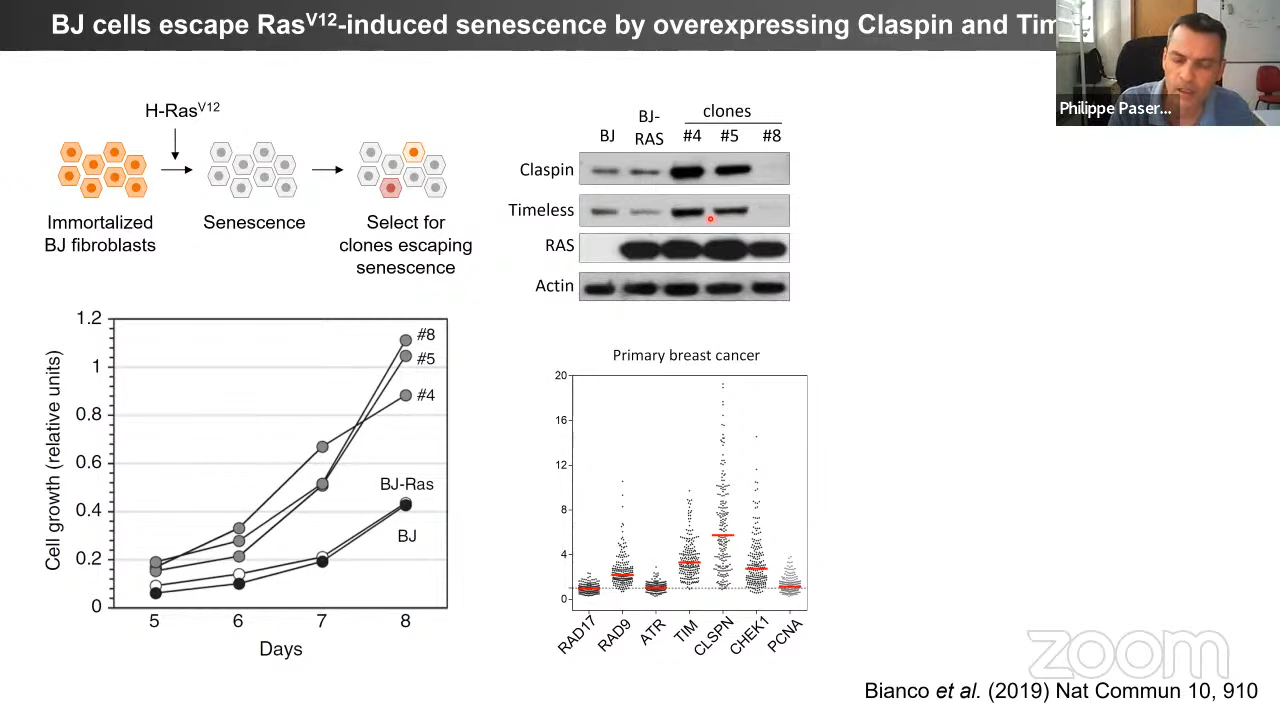 BJ cells escape Rasⱽ¹²-induced senescence by overexpressing Claspin and Tim
Philippe Paser...
H-Rasⱽ¹²
Immortalized
BJ fibroblasts
Senescence
Select for
clones escaping
senescence
clones
BJ
BJ-
RAS
#4
#5
#8
Claspin
Timeless
RAS
Actin
Cell growth (relative units)
1.2
1
0.8
0.6
0.4
0.2
0
5
6
7
8
Days
#8
#5
#4
BJ-Ras
BJ
Primary breast cancer
20
16
12
8
4
0
RAD17
RAD9
ATR
TIM
CLSPN
CHEK1
PCNA
zoom
Bianco et al. (2019) Nat Commun 10, 910